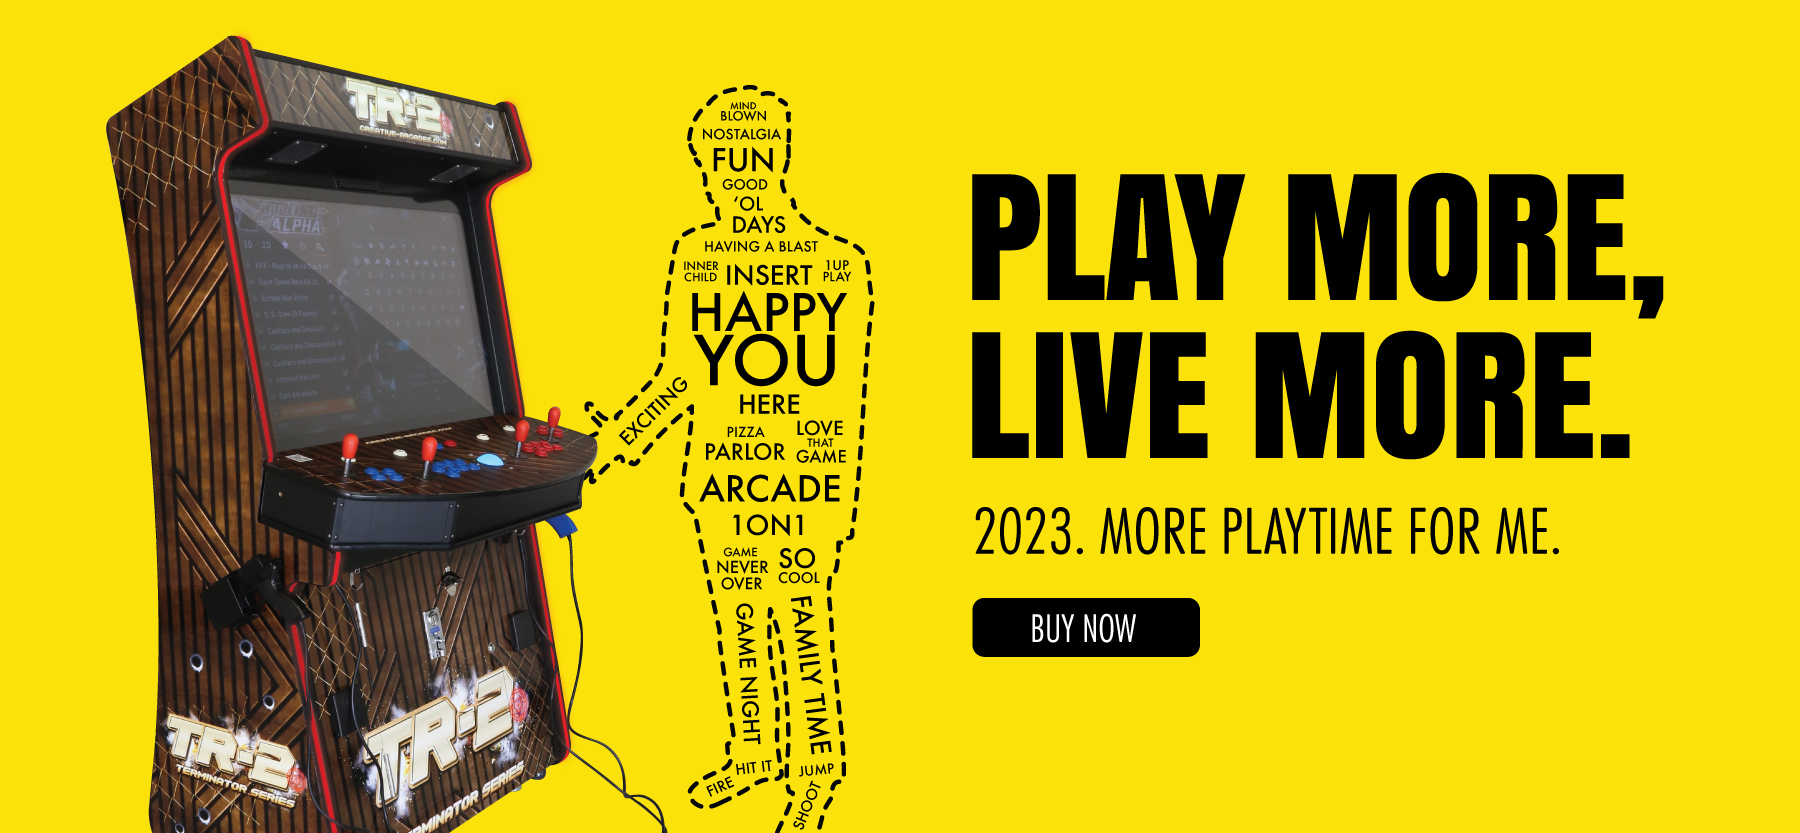 TR-2
CREATIVE-ARCADES.COM
ALPHA
TR-2
TERMINATOR SERIES
TR-2
TERMINATOR SERIES
MIND
BLOWN
NOSTALGIA
FUN
GOOD
‘OL
DAYS
HAVING A BLAST
INNER
CHILD
INSERT
1UP
PLAY
HAPPY
YOU
HERE
EXCITING
PIZZA
PARLOR
LOVE
THAT
GAME
ARCADE
1ON1
GAME
NEVER
OVER
SO
COOL
GAME NIGHT
FAMILY TIME
HIT IT
FIRE
JUMP
SHOOT
PLAY MORE,
LIVE MORE.
2023. MORE PLAYTIME FOR ME.
BUY NOW